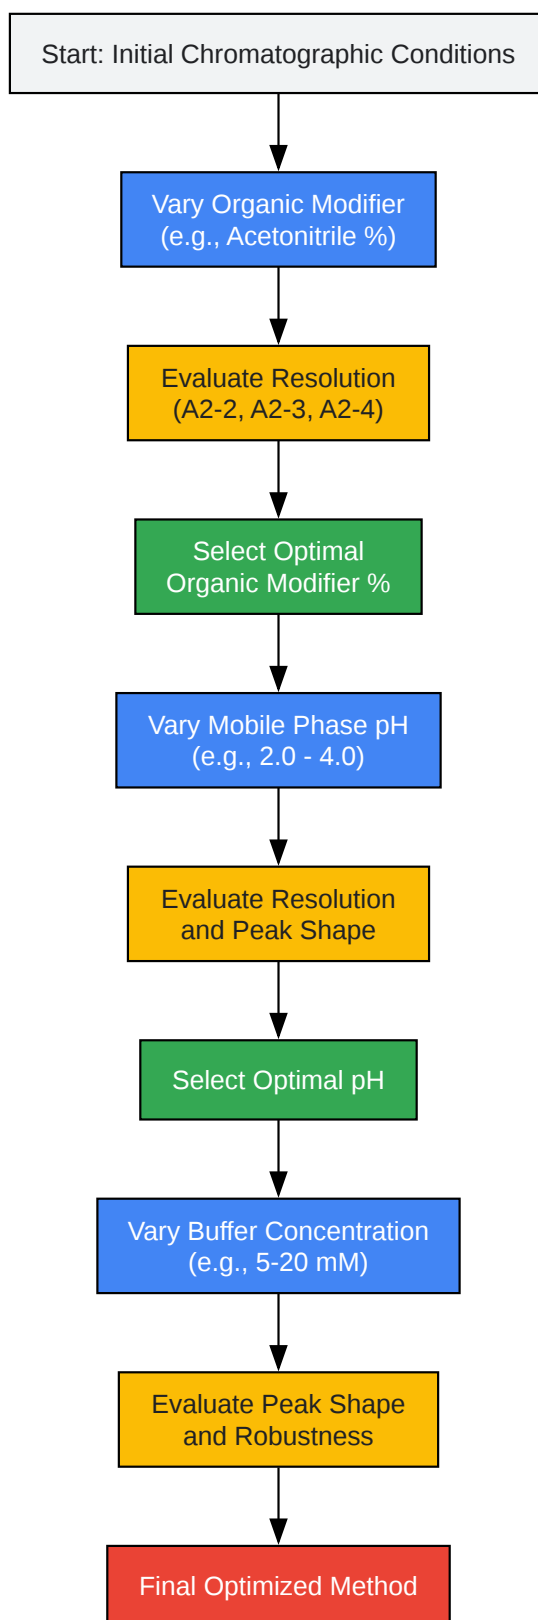 Start: Initial Chromatographic Conditions
Vary Organic Modifier
(e.g., Acetonitrile %)
Evaluate Resolution
(A2-2, A2-3, A2-4)
Select Optimal
Organic Modifier %
Vary Mobile Phase pH
(e.g., 2.0 - 4.0)
Evaluate Resolution
and Peak Shape
Select Optimal pH
Vary Buffer Concentration
(e.g., 5-20 mM)
Evaluate Peak Shape
and Robustness
Final Optimized Method